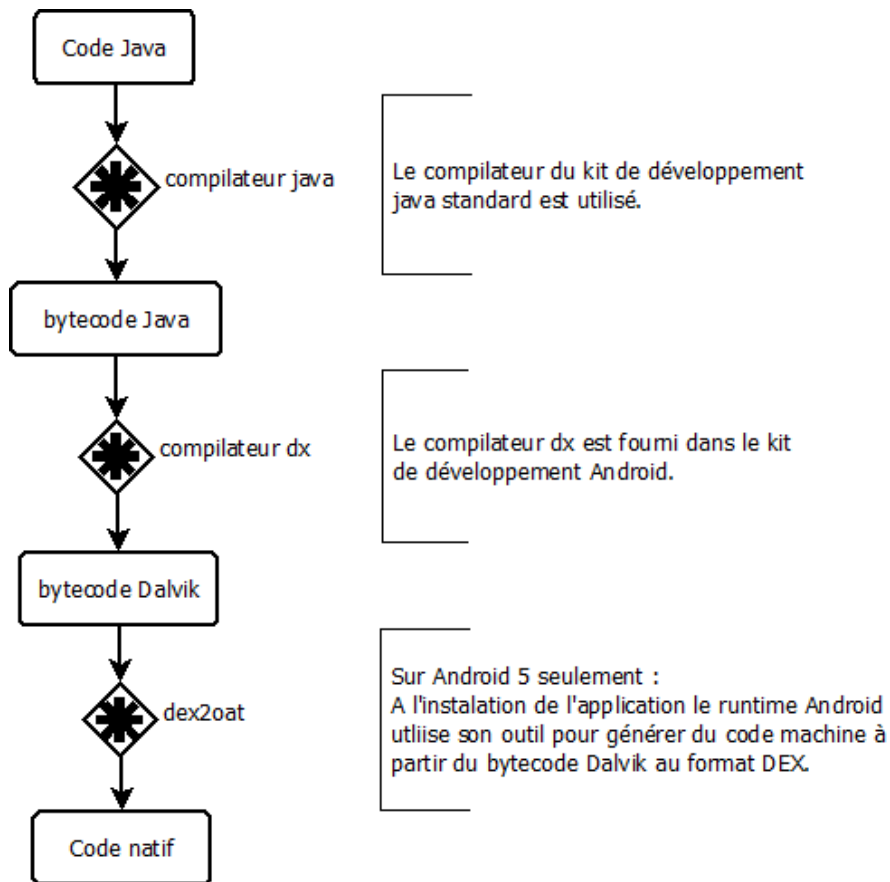 Code Java
compilateur java
Le compilateur du kit de développement
java standard est utilisé.
bytecode Java
compilateur dx
Le compilateur dx est fourni dans le kit
de développement Android.
bytecode Dalvik
dex2oat
Sur Android 5 seulement :
A l'instalation de l'application le runtime Android
utliise son outil pour générer du code machine à
partir du bytecode Dalvik au format DEX.
Code natif